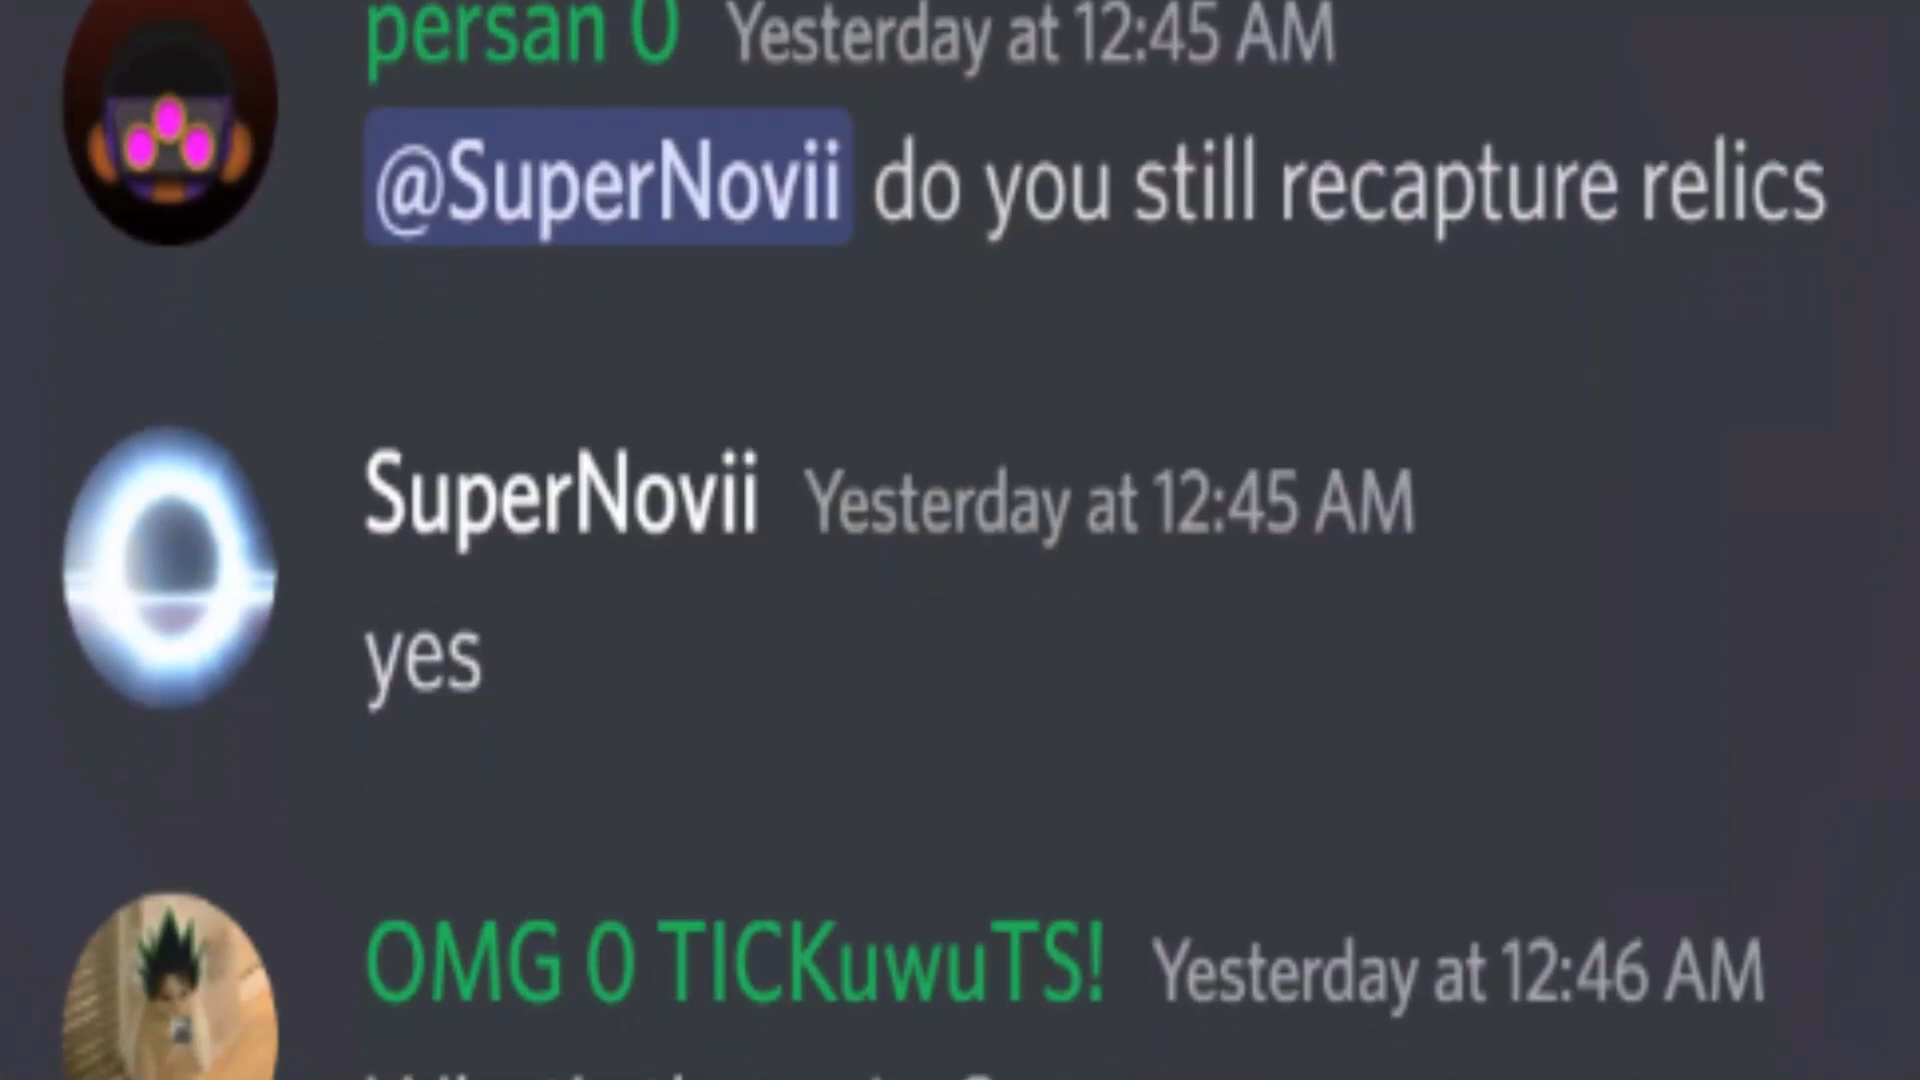 persan 0 Yesterday at 12:45 AM
@SuperNovii do you still recapture relics
SuperNovii Yesterday at 12:45 AM
yes
OMG 0 TICKuwuTS! Yesterday at 12:46 AM